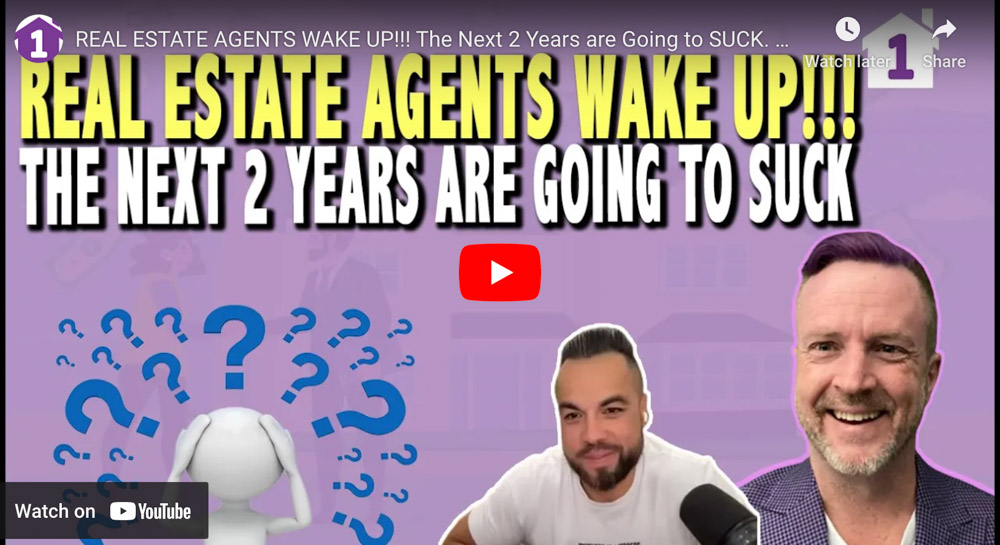 1 REAL ESTATE AGENTS WAKE UP!!! The Next 2 Years are Going to SUCK. …
Watch later
Share
1
REAL ESTATE AGENTS WAKE UP!!!
THE NEXT 2 YEARS ARE GOING TO SUCK
? ? ? ? ? ? ? ? ? ? ? ? ? ? ? ? ? ? ? ?
Watch on YouTube